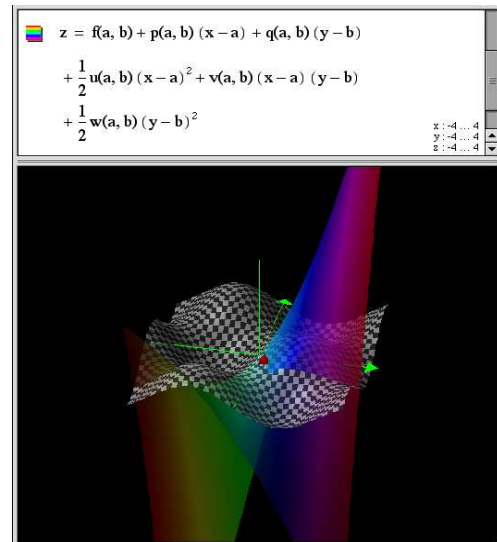 z = f(a, b) + p(a, b) (x − a) + q(a, b) (y − b)
+ 1/2 u(a, b) (x − a)² + v(a, b) (x − a) (y − b)
+ 1/2 w(a, b) (y − b)²
x : -4 ... 4
y : -4 ... 4
z : -4 ... 4